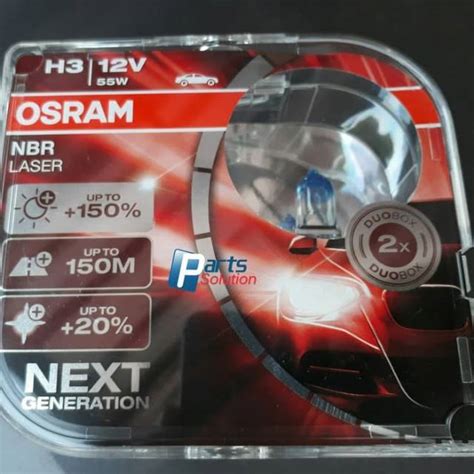 H3 12V
55W
OSRAM
NBR
LASER
UP TO
+150%
UP TO
150M
UP TO
+20%
NEXT
GENERATION
DUOBOX
2x
DUOBOX
Parts
Solution